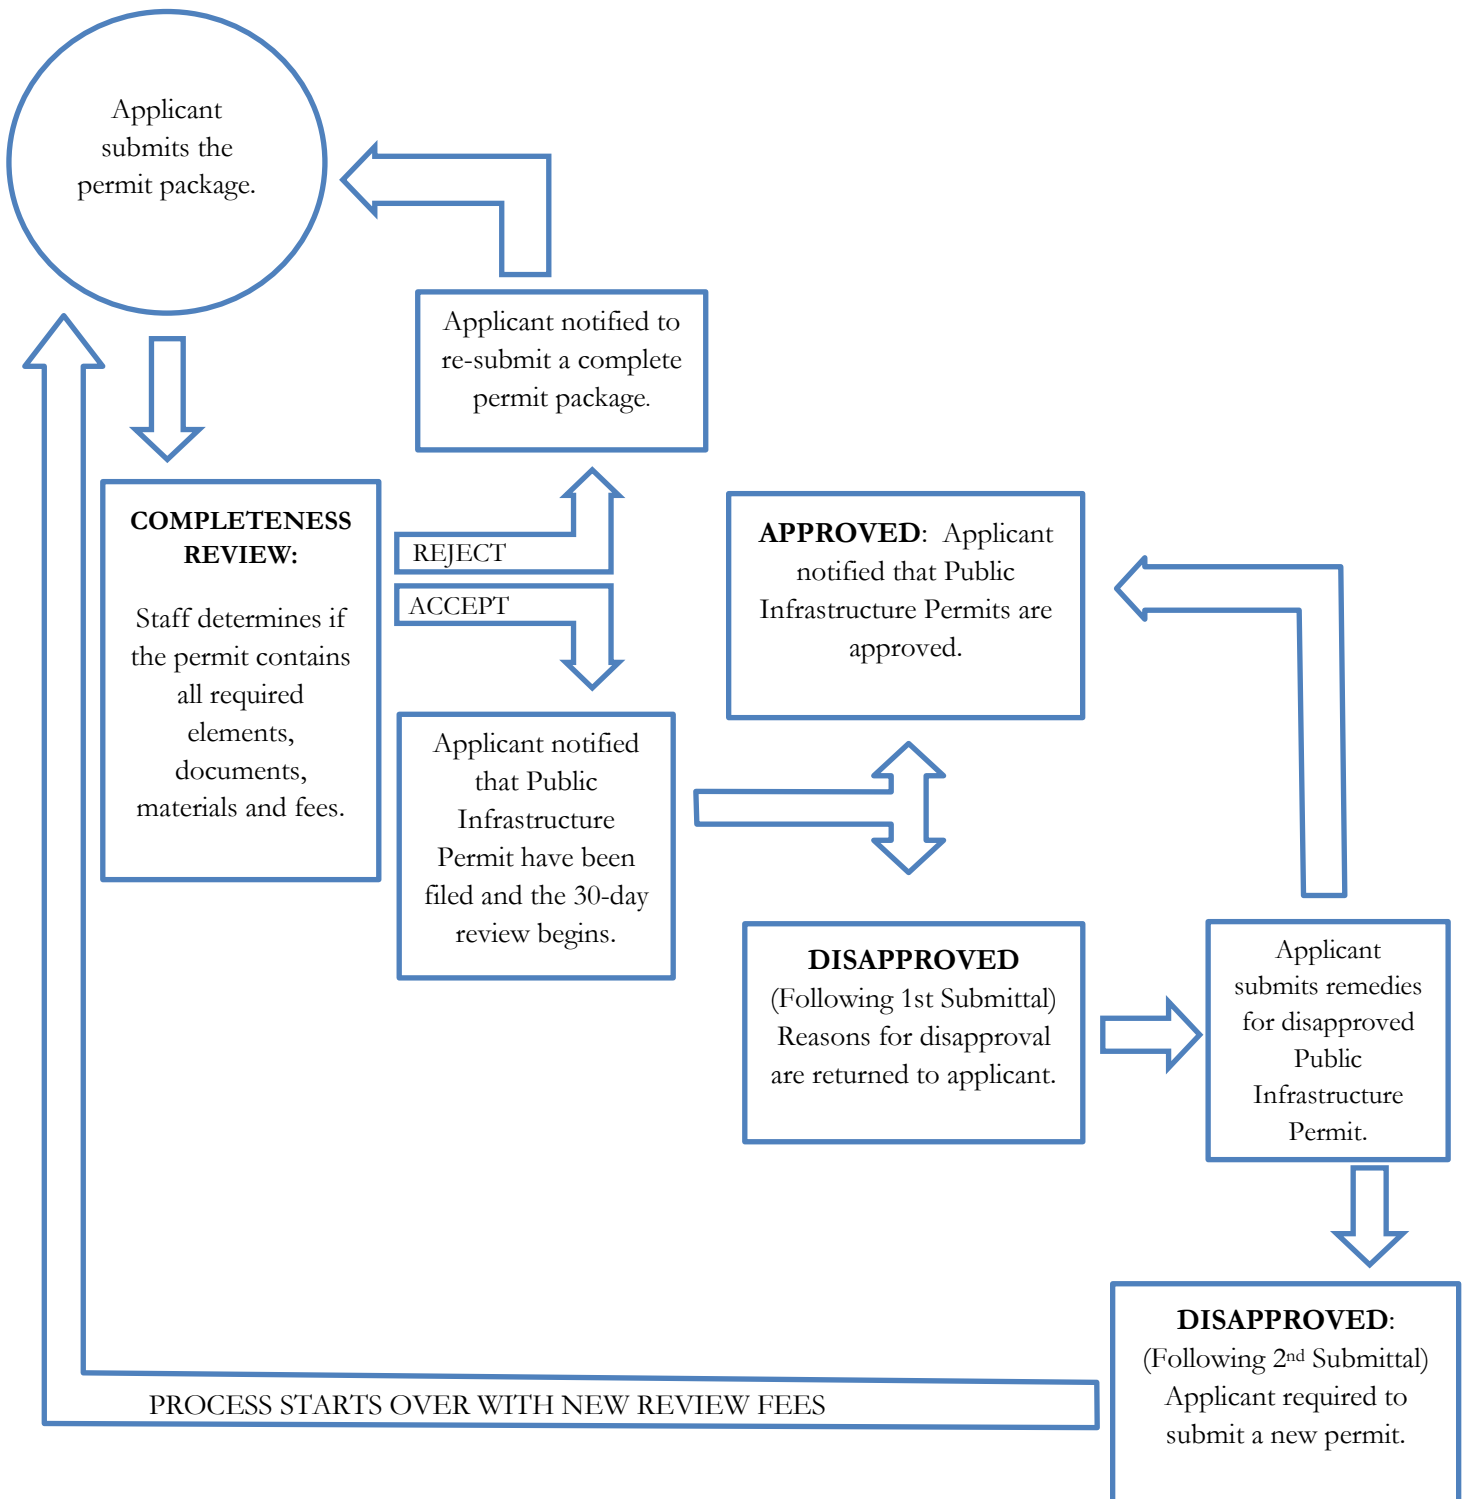 Applicant
submits the
permit package.
Applicant notified to
re-submit a complete
permit package.
COMPLETENESS
REVIEW:
Staff determines if
the permit contains
all required
elements,
documents,
materials and fees.
REJECT
ACCEPT
Applicant notified
that Public
Infrastructure
Permit have been
filed and the 30-day
review begins.
APPROVED: Applicant
notified that Public
Infrastructure Permits are
approved.
DISAPPROVED
(Following 1st Submittal)
Reasons for disapproval
are returned to applicant.
Applicant
submits remedies
for disapproved
Public
Infrastructure
Permit.
DISAPPROVED:
(Following 2nd Submittal)
Applicant required to
submit a new permit.
PROCESS STARTS OVER WITH NEW REVIEW FEES